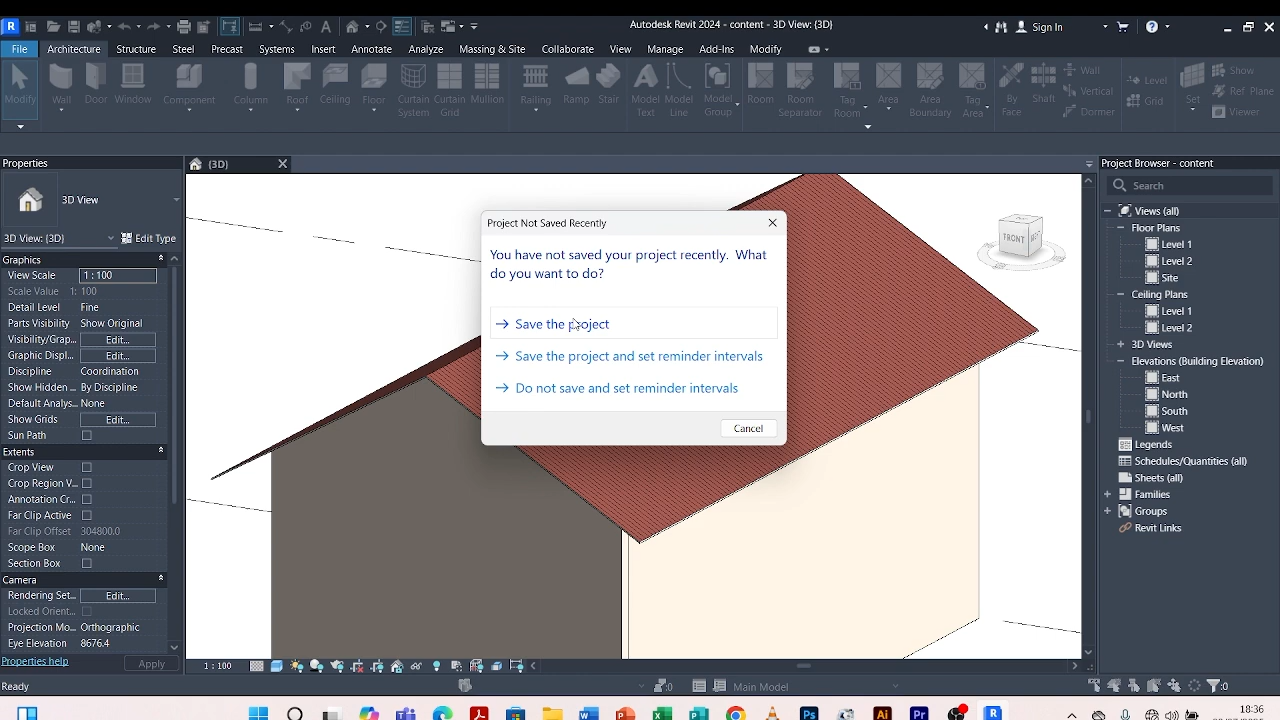 Autodesk Revit 2024 - content - 3D View: {3D}
Sign In
File Architecture Structure Steel Precast Systems Insert Annotate Analyze Massing & Site Collaborate View Manage Add-Ins Modify
Modify Wall Door Window Component Column Roof Ceiling Floor Curtain System Curtain Grid Mullion Railing Ramp Stair Model Text Model Line Model Group Room Room Separator Tag Room Area Area Boundary Tag Area By Face Shaft Wall Vertical Dormer Level Grid Set Show Ref Plane Viewer
Properties
{3D}
Project Browser - content
3D View
Search
3D View: {3D} Edit Type
Graphics
View Scale 1 : 100
Scale Value 1: 100
Detail Level Fine
Parts Visibility Show Original
Visibility/Grap... Edit...
Graphic Displ... Edit...
Discipline Coordination
Show Hidden ... By Discipline
Default Analys... None
Show Grids Edit...
Sun Path
Extents
Crop View
Crop Region V...
Annotation Cr...
Far Clip Active
Far Clip Offset 304800.0
Scope Box None
Section Box
Camera
Rendering Set... Edit...
Locked Orient...
Projection Mo... Orthographic
Eye Elevation 8676.4
Properties help Apply
Project Not Saved Recently
You have not saved your project recently. What
do you want to do?
Save the project
Save the project and set reminder intervals
Do not save and set reminder intervals
Cancel
FRONT
Views (all)
Floor Plans
Level 1
Level 2
Site
Ceiling Plans
Level 1
Level 2
3D Views
Elevations (Building Elevation)
East
North
South
West
Legends
Schedules/Quantities (all)
Sheets (all)
Families
Groups
Revit Links
1 : 100
Ready
:0
Main Model
:0
18:36